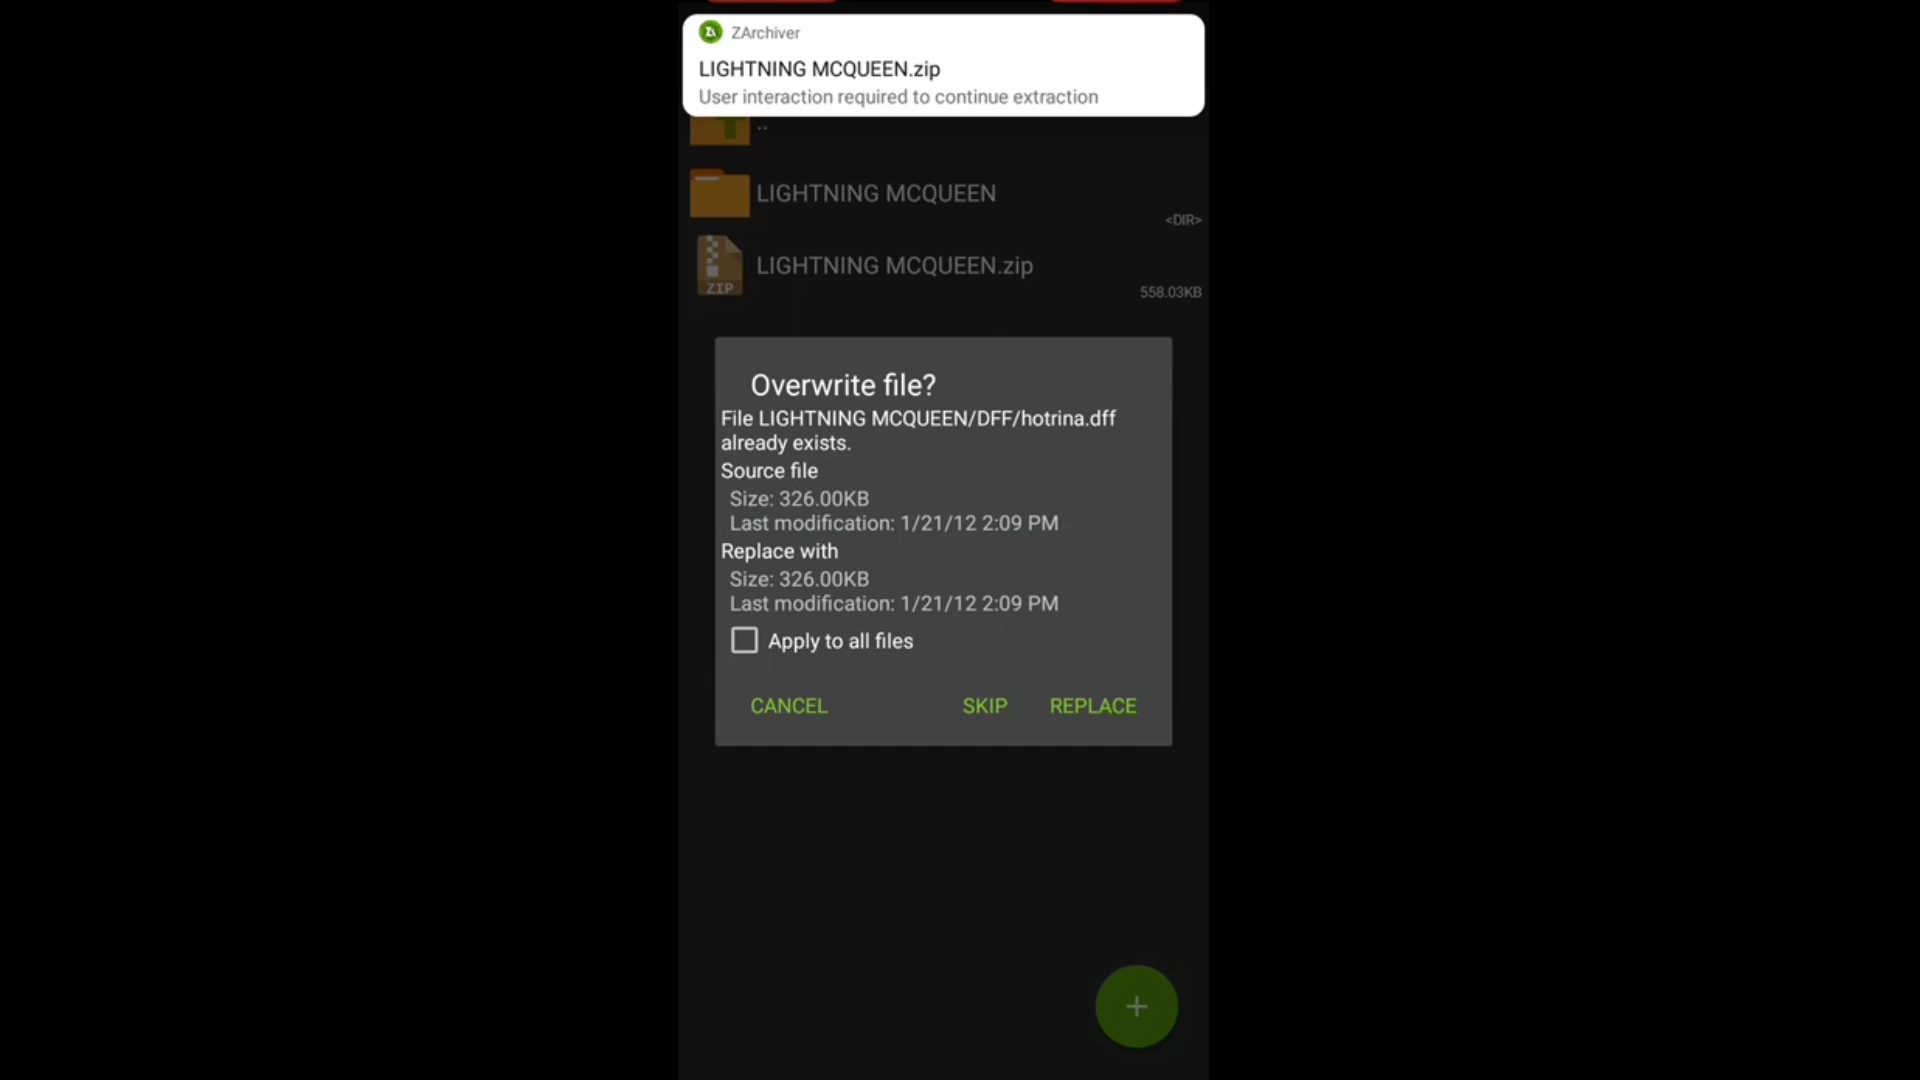 ZArchiver
LIGHTNING MCQUEEN.zip
User interaction required to continue extraction
..
LIGHTNING MCQUEEN
<DIR>
LIGHTNING MCQUEEN.zip
ZIP
558.03KB
Overwrite file?
File LIGHTNING MCQUEEN/DFF/hotrina.dff
already exists.
Source file
Size: 326.00KB
Last modification: 1/21/12 2:09 PM
Replace with
Size: 326.00KB
Last modification: 1/21/12 2:09 PM
Apply to all files
CANCEL SKIP REPLACE
+